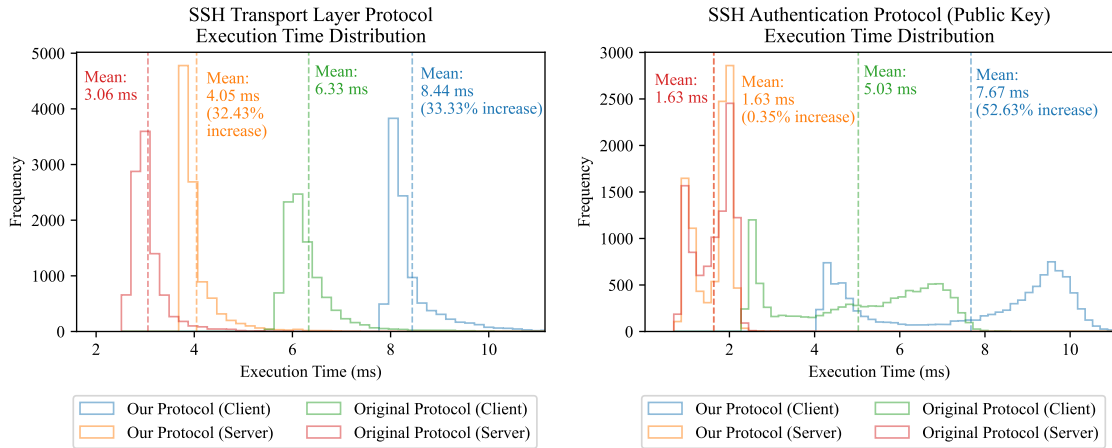 SSH Transport Layer Protocol
Execution Time Distribution
5000
4000
3000
2000
1000
0
Frequency
Mean:
3.06 ms
Mean:
4.05 ms
(32.43%
increase)
Mean:
6.33 ms
Mean:
8.44 ms
(33.33% increase)
2
4
6
8
10
Execution Time (ms)
Our Protocol (Client)
Our Protocol (Server)
Original Protocol (Client)
Original Protocol (Server)
SSH Authentication Protocol (Public Key)
Execution Time Distribution
3000
2500
2000
1500
1000
500
0
Frequency
Mean:
1.63 ms
Mean:
1.63 ms
(0.35% increase)
Mean:
5.03 ms
Mean:
7.67 ms
(52.63% increase)
2
4
6
8
10
Execution Time (ms)
Our Protocol (Client)
Our Protocol (Server)
Original Protocol (Client)
Original Protocol (Server)